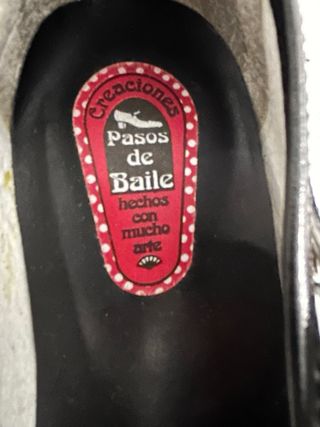 Creaciones
Pasos
de
Baile
hechos
con
mucho
arte